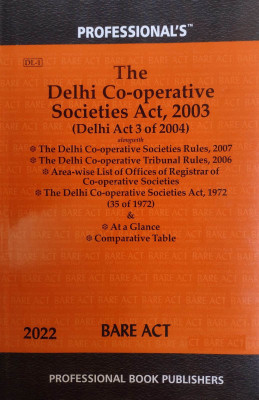 PROFESSIONAL'S™
DL-1
The
Delhi Co-operative
Societies Act, 2003
(Delhi Act 3 of 2004)
alongwith
❊ The Delhi Co-operative Societies Rules, 2007
❊ The Delhi Co-operative Tribunal Rules, 2006
❊ Area-wise List of Offices of Registrar of
Co-operative Societies
❊ The Delhi Co-operative Societies Act, 1972
(35 of 1972)
&
❊ At a Glance
❊ Comparative Table
2022 BARE ACT
PROFESSIONAL BOOK PUBLISHERS